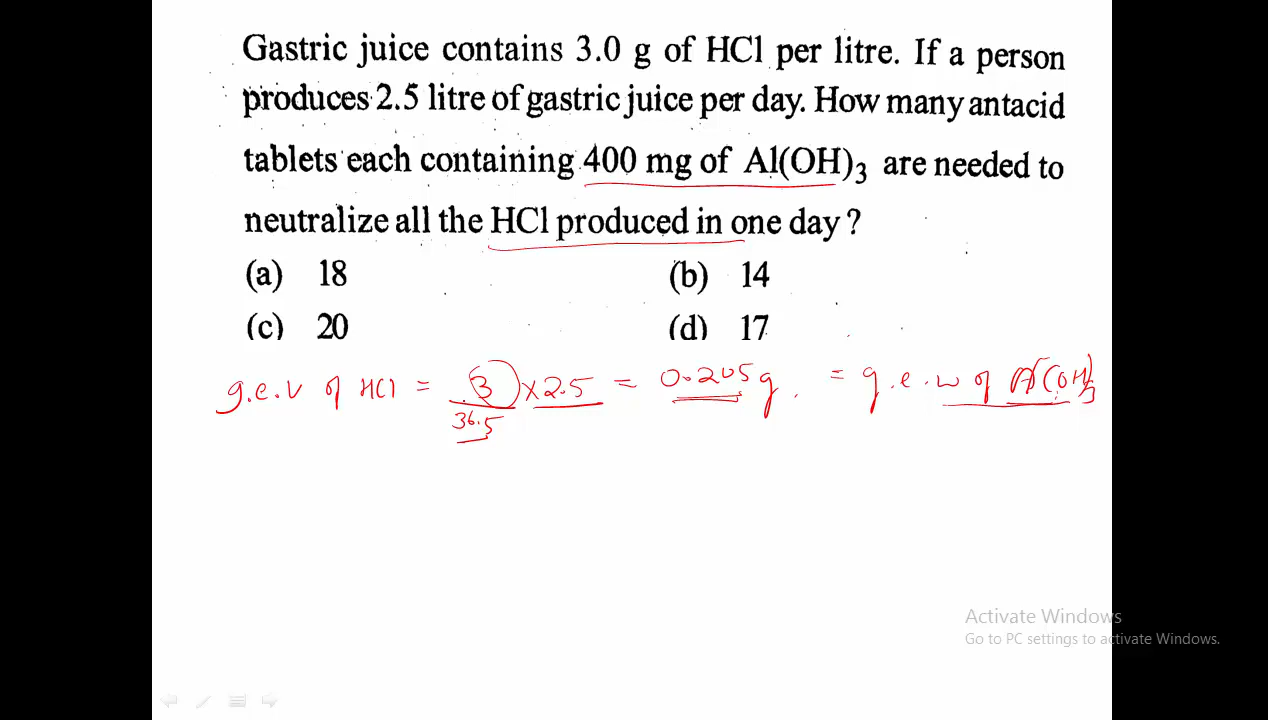 Gastric juice contains 3.0 g of HCl per litre. If a person
produces 2.5 litre of gastric juice per day. How many antacid
tablets each containing 400 mg of Al(OH)₃ are needed to
neutralize all the HCl produced in one day ?
(a) 18 (b) 14
(c) 20 (d) 17
g.e.v of HCl = 3/36.5 × 2.5 = 0.205 g. = g.e.w of Al(OH)₃
Activate Windows
Go to PC settings to activate Windows.